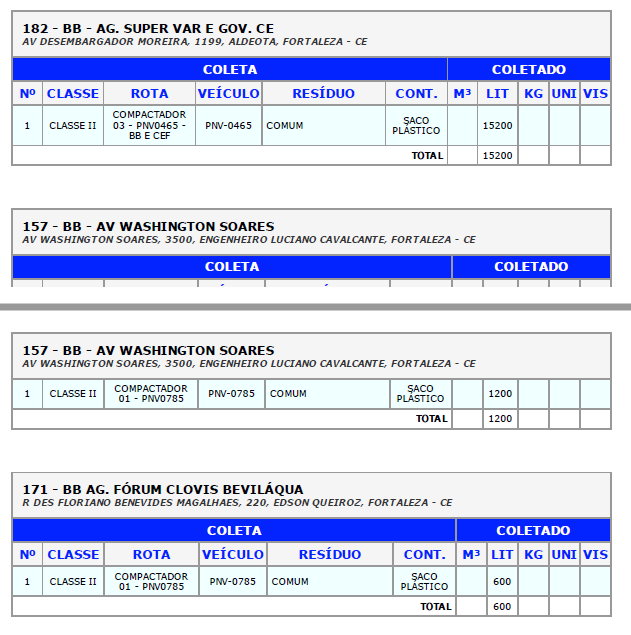 182 - BB - AG. SUPER VAR E GOV. CE
AV DESEMBARGADOR MOREIRA, 1199, ALDEOTA, FORTALEZA - CE
COLETA COLETADO
Nº CLASSE ROTA VEÍCULO RESÍDUO CONT. M³ LIT KG UNI VIS
1 CLASSE II COMPACTADOR 03 - PNV0465 - BB E CEF PNV-0465 COMUM SACO PLÁSTICO 15200
TOTAL 15200
157 - BB - AV WASHINGTON SOARES
AV WASHINGTON SOARES, 3500, ENGENHEIRO LUCIANO CAVALCANTE, FORTALEZA - CE
COLETA COLETADO
157 - BB - AV WASHINGTON SOARES
AV WASHINGTON SOARES, 3500, ENGENHEIRO LUCIANO CAVALCANTE, FORTALEZA - CE
1 CLASSE II COMPACTADOR 01 - PNV0785 PNV-0785 COMUM SACO PLÁSTICO 1200
TOTAL 1200
171 - BB AG. FÓRUM CLOVIS BEVILÁQUA
R DES FLORIANO BENEVIDES MAGALHAES, 220, EDSON QUEIROZ, FORTALEZA - CE
COLETA COLETADO
Nº CLASSE ROTA VEÍCULO RESÍDUO CONT. M³ LIT KG UNI VIS
1 CLASSE II COMPACTADOR 01 - PNV0785 PNV-0785 COMUM SACO PLÁSTICO 600
TOTAL 600